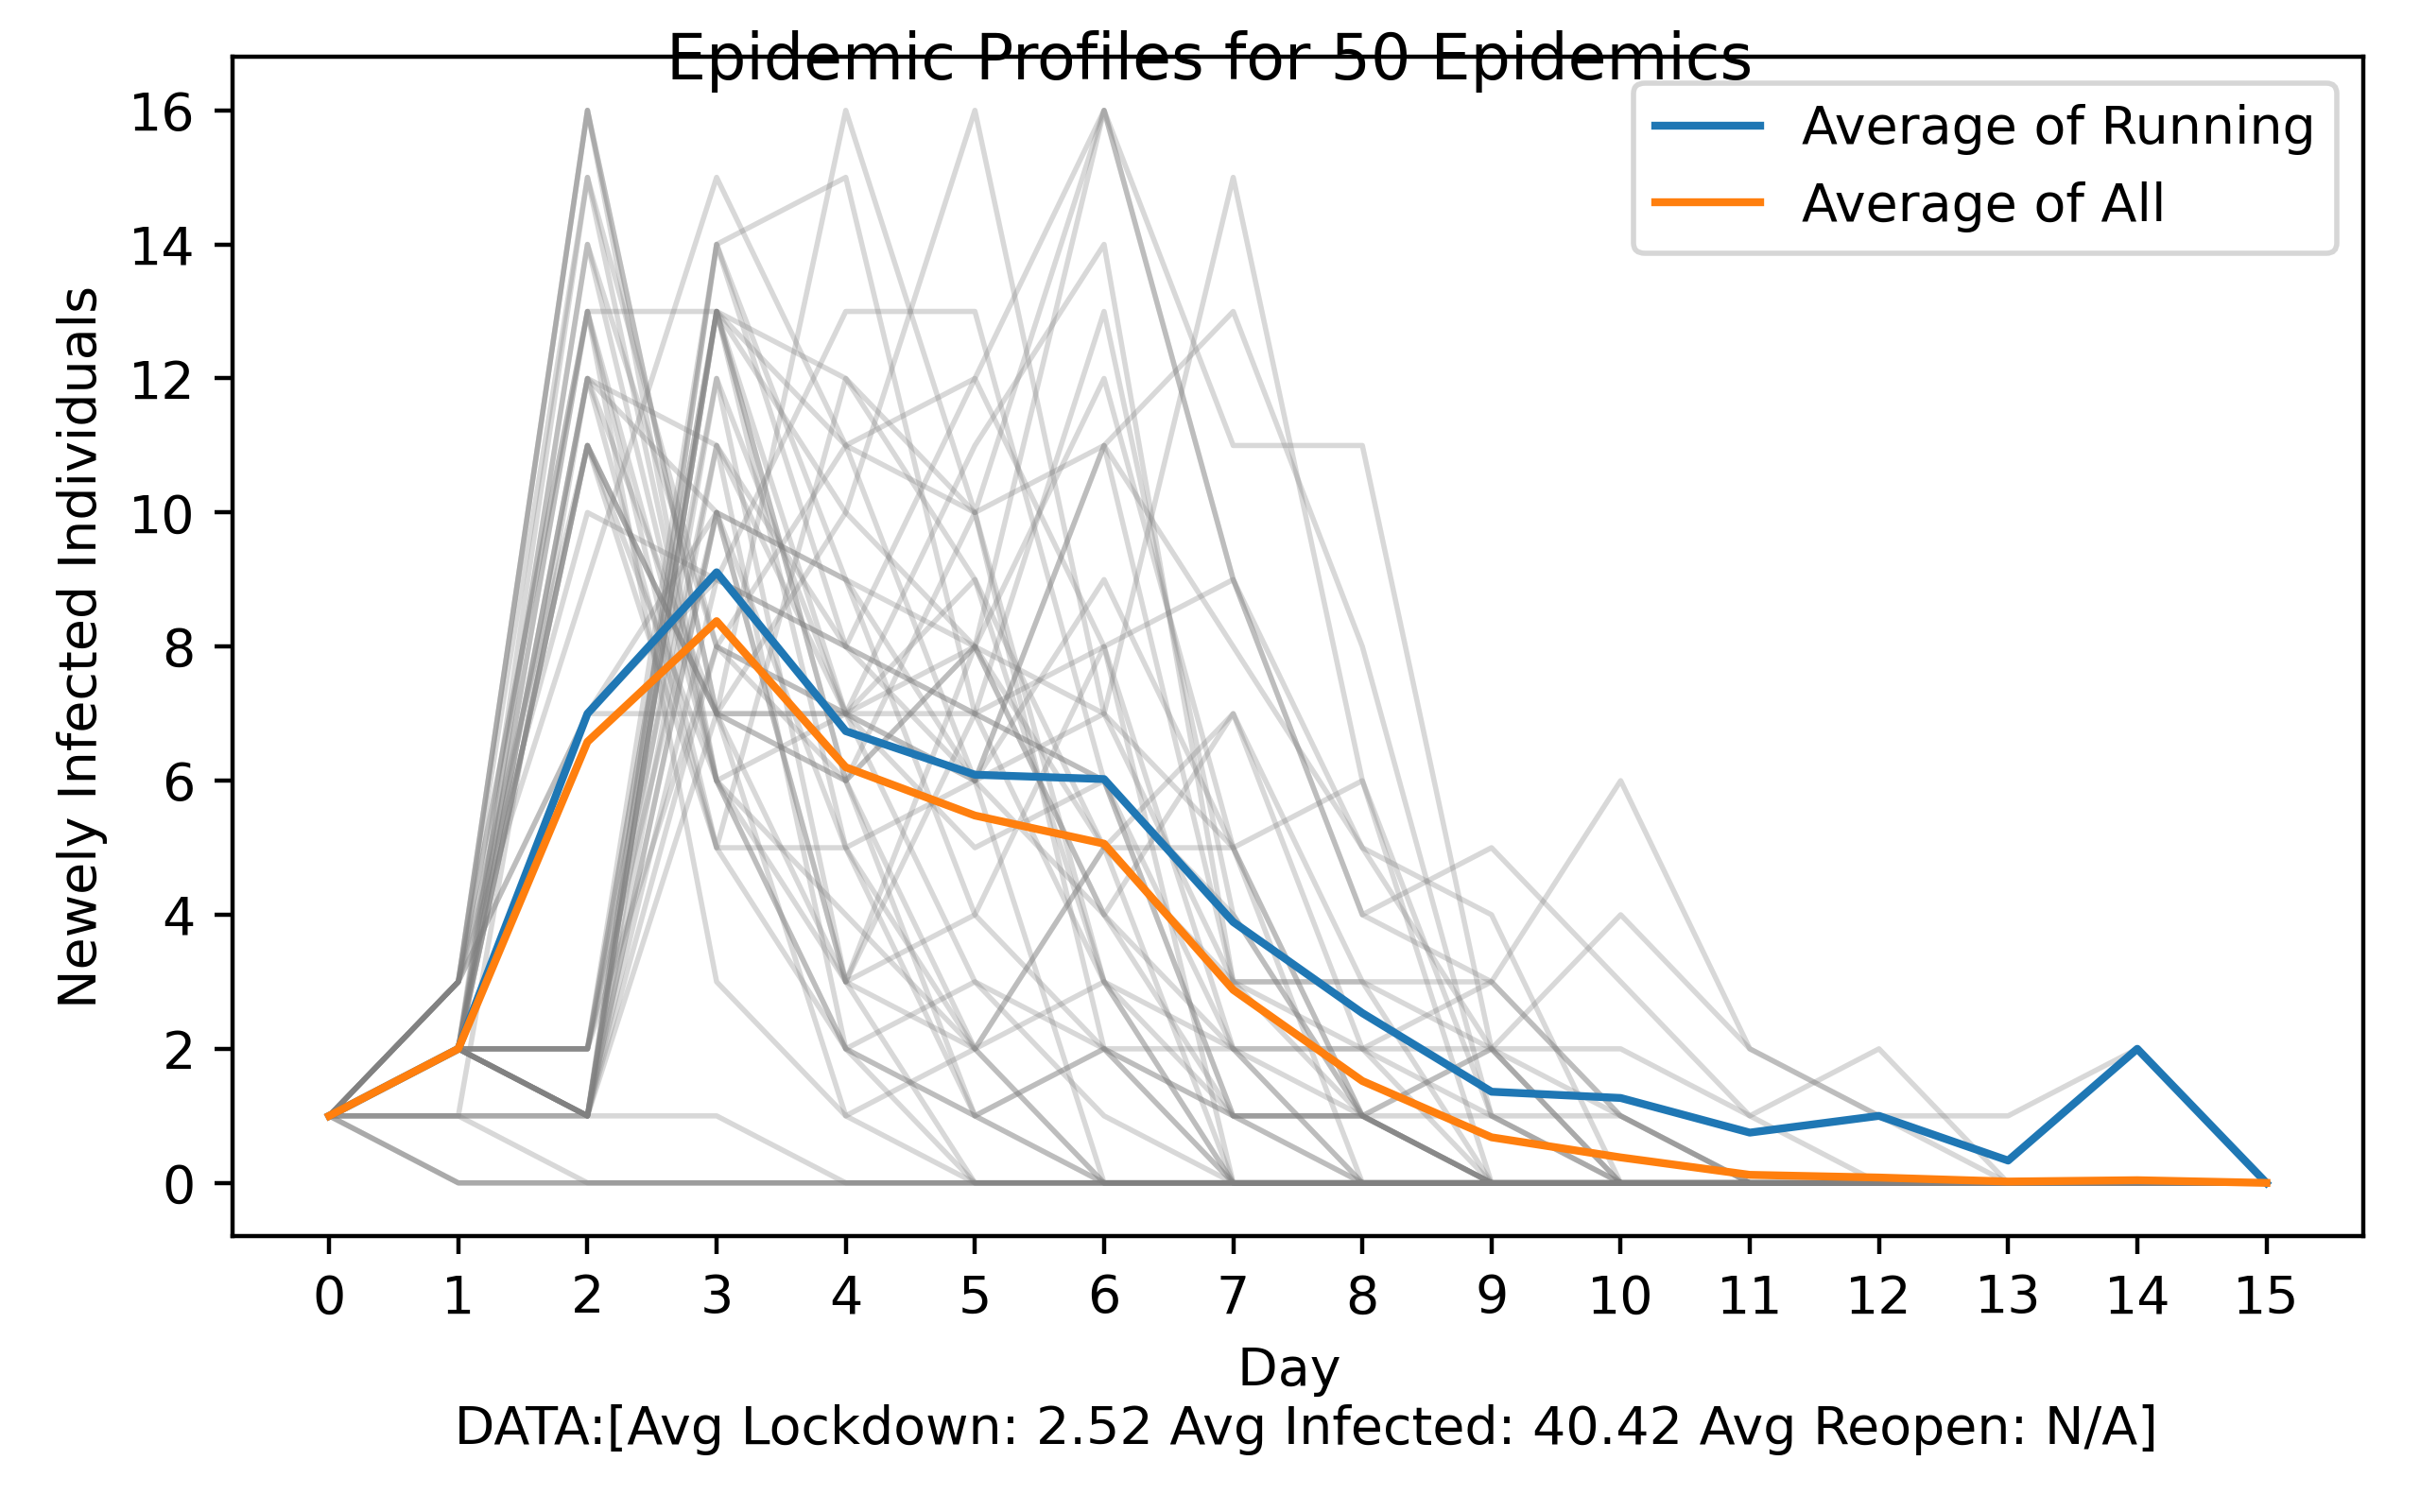 Epidemic Profiles for 50 Epidemics
Average of Running
Average of All
Newely Infected Individuals
16
14
12
10
8
6
4
2
0
0 1 2 3 4 5 6 7 8 9 10 11 12 13 14 15
Day
DATA:[Avg Lockdown: 2.52 Avg Infected: 40.42 Avg Reopen: N/A]